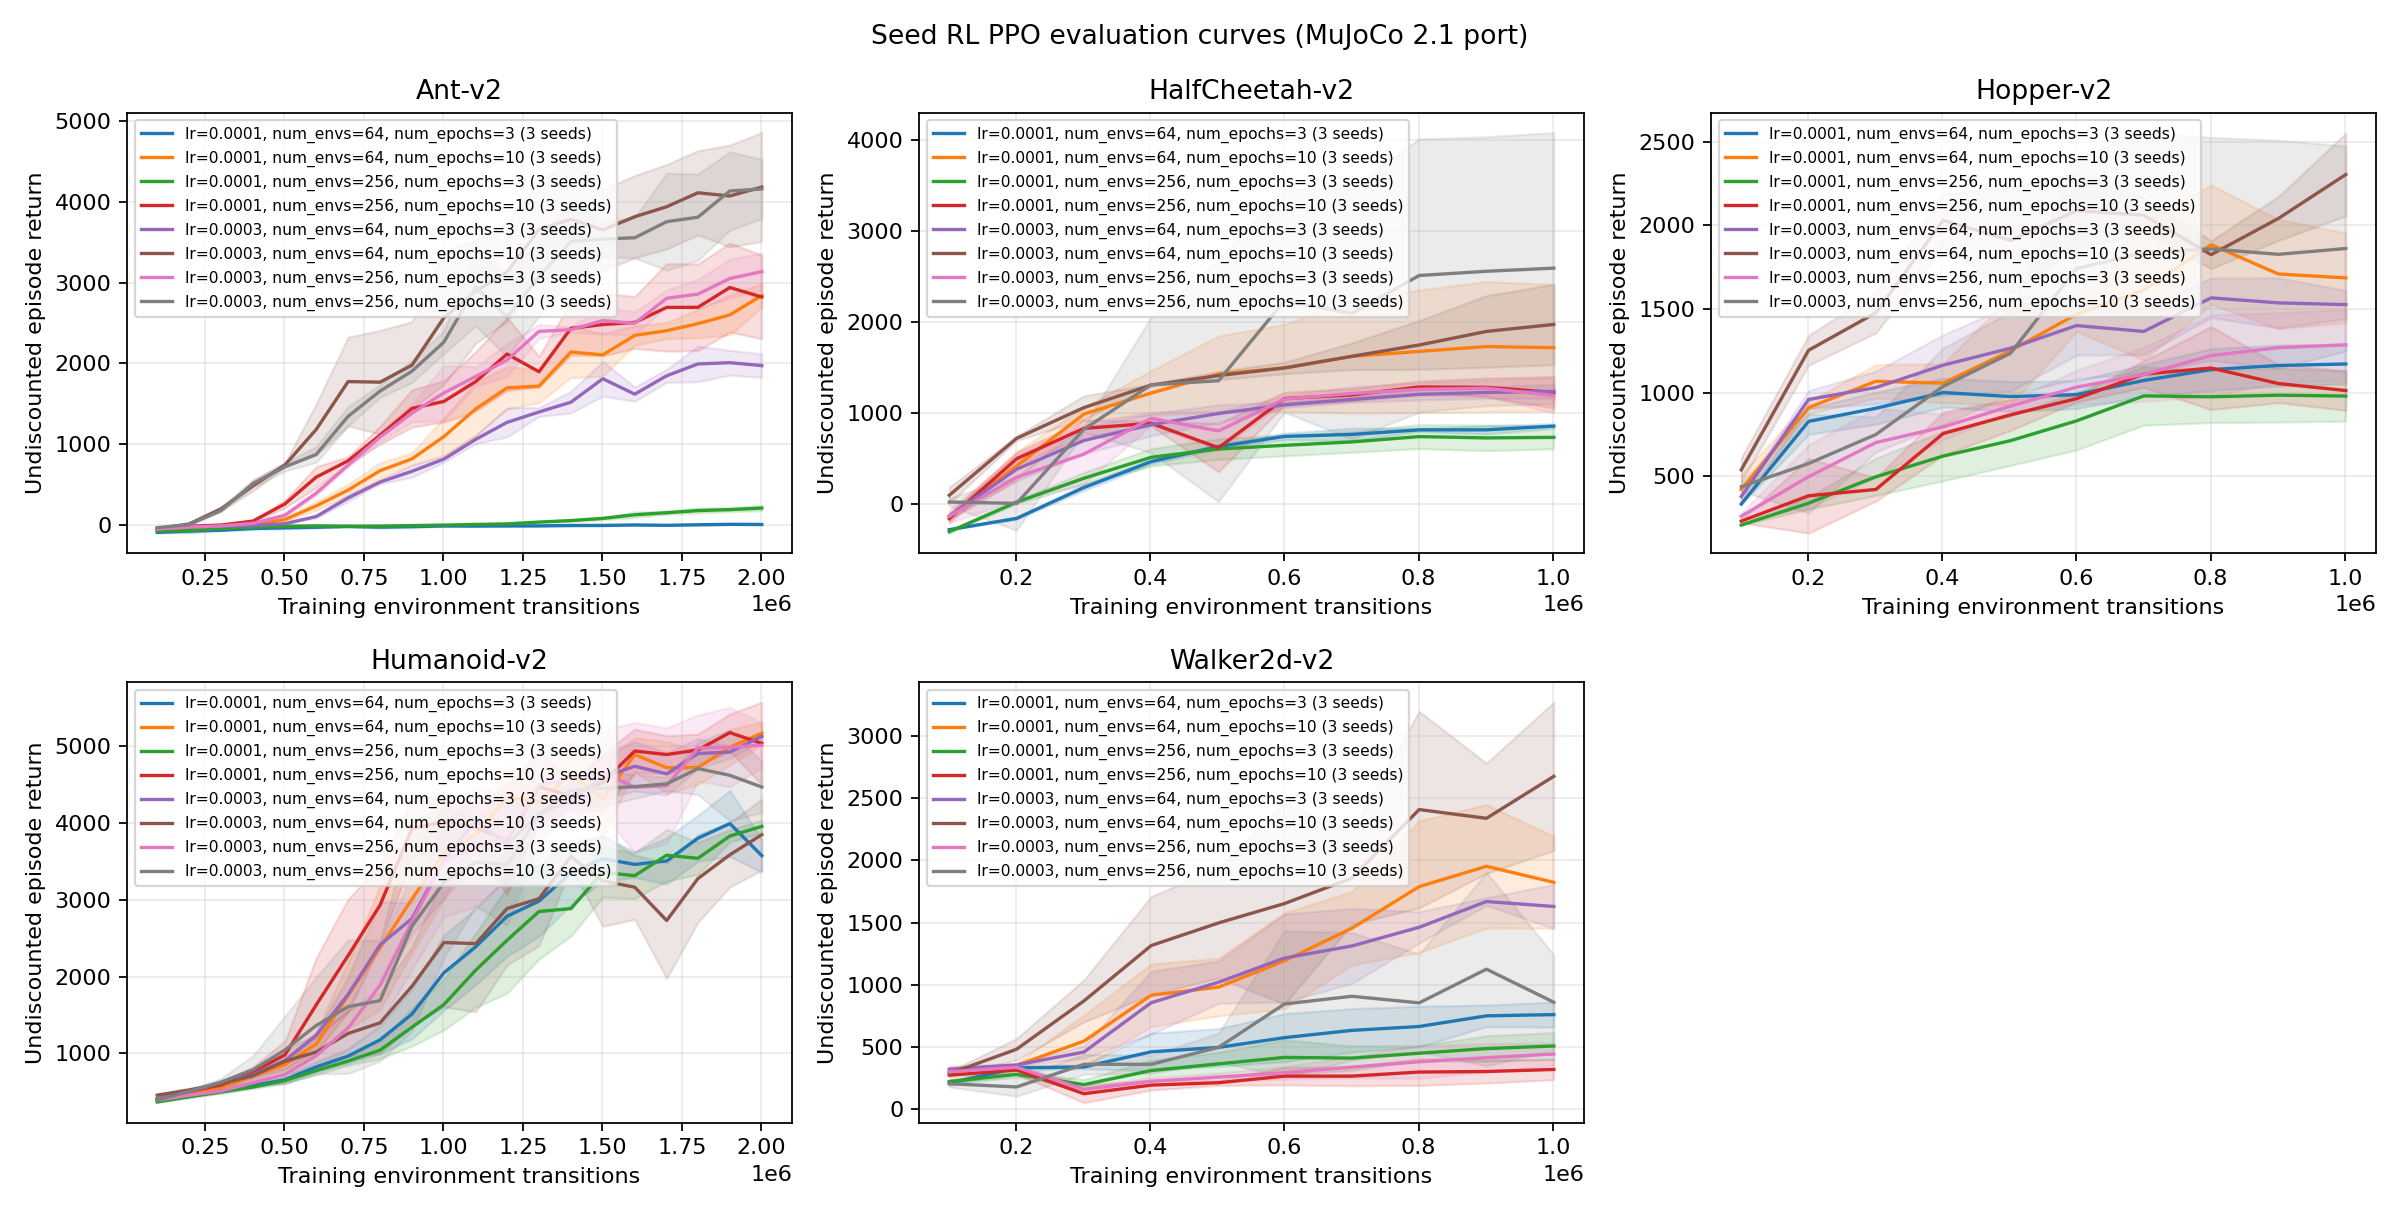 Seed RL PPO evaluation curves (MuJoCo 2.1 port)
Ant-v2
Undiscounted episode return
5000
4000
3000
2000
1000
0
lr=0.0001, num_envs=64, num_epochs=3 (3 seeds)
lr=0.0001, num_envs=64, num_epochs=10 (3 seeds)
lr=0.0001, num_envs=256, num_epochs=3 (3 seeds)
lr=0.0001, num_envs=256, num_epochs=10 (3 seeds)
lr=0.0003, num_envs=64, num_epochs=3 (3 seeds)
lr=0.0003, num_envs=64, num_epochs=10 (3 seeds)
lr=0.0003, num_envs=256, num_epochs=3 (3 seeds)
lr=0.0003, num_envs=256, num_epochs=10 (3 seeds)
0.25 0.50 0.75 1.00 1.25 1.50 1.75 2.00
1e6
Training environment transitions
HalfCheetah-v2
Undiscounted episode return
4000
3000
2000
1000
0
lr=0.0001, num_envs=64, num_epochs=3 (3 seeds)
lr=0.0001, num_envs=64, num_epochs=10 (3 seeds)
lr=0.0001, num_envs=256, num_epochs=3 (3 seeds)
lr=0.0001, num_envs=256, num_epochs=10 (3 seeds)
lr=0.0003, num_envs=64, num_epochs=3 (3 seeds)
lr=0.0003, num_envs=64, num_epochs=10 (3 seeds)
lr=0.0003, num_envs=256, num_epochs=3 (3 seeds)
lr=0.0003, num_envs=256, num_epochs=10 (3 seeds)
0.2 0.4 0.6 0.8 1.0
1e6
Training environment transitions
Hopper-v2
Undiscounted episode return
2500
2000
1500
1000
500
lr=0.0001, num_envs=64, num_epochs=3 (3 seeds)
lr=0.0001, num_envs=64, num_epochs=10 (3 seeds)
lr=0.0001, num_envs=256, num_epochs=3 (3 seeds)
lr=0.0001, num_envs=256, num_epochs=10 (3 seeds)
lr=0.0003, num_envs=64, num_epochs=3 (3 seeds)
lr=0.0003, num_envs=64, num_epochs=10 (3 seeds)
lr=0.0003, num_envs=256, num_epochs=3 (3 seeds)
lr=0.0003, num_envs=256, num_epochs=10 (3 seeds)
0.2 0.4 0.6 0.8 1.0
1e6
Training environment transitions
Humanoid-v2
Undiscounted episode return
5000
4000
3000
2000
1000
lr=0.0001, num_envs=64, num_epochs=3 (3 seeds)
lr=0.0001, num_envs=64, num_epochs=10 (3 seeds)
lr=0.0001, num_envs=256, num_epochs=3 (3 seeds)
lr=0.0001, num_envs=256, num_epochs=10 (3 seeds)
lr=0.0003, num_envs=64, num_epochs=3 (3 seeds)
lr=0.0003, num_envs=64, num_epochs=10 (3 seeds)
lr=0.0003, num_envs=256, num_epochs=3 (3 seeds)
lr=0.0003, num_envs=256, num_epochs=10 (3 seeds)
0.25 0.50 0.75 1.00 1.25 1.50 1.75 2.00
1e6
Training environment transitions
Walker2d-v2
Undiscounted episode return
3000
2500
2000
1500
1000
500
0
lr=0.0001, num_envs=64, num_epochs=3 (3 seeds)
lr=0.0001, num_envs=64, num_epochs=10 (3 seeds)
lr=0.0001, num_envs=256, num_epochs=3 (3 seeds)
lr=0.0001, num_envs=256, num_epochs=10 (3 seeds)
lr=0.0003, num_envs=64, num_epochs=3 (3 seeds)
lr=0.0003, num_envs=64, num_epochs=10 (3 seeds)
lr=0.0003, num_envs=256, num_epochs=3 (3 seeds)
lr=0.0003, num_envs=256, num_epochs=10 (3 seeds)
0.2 0.4 0.6 0.8 1.0
1e6
Training environment transitions